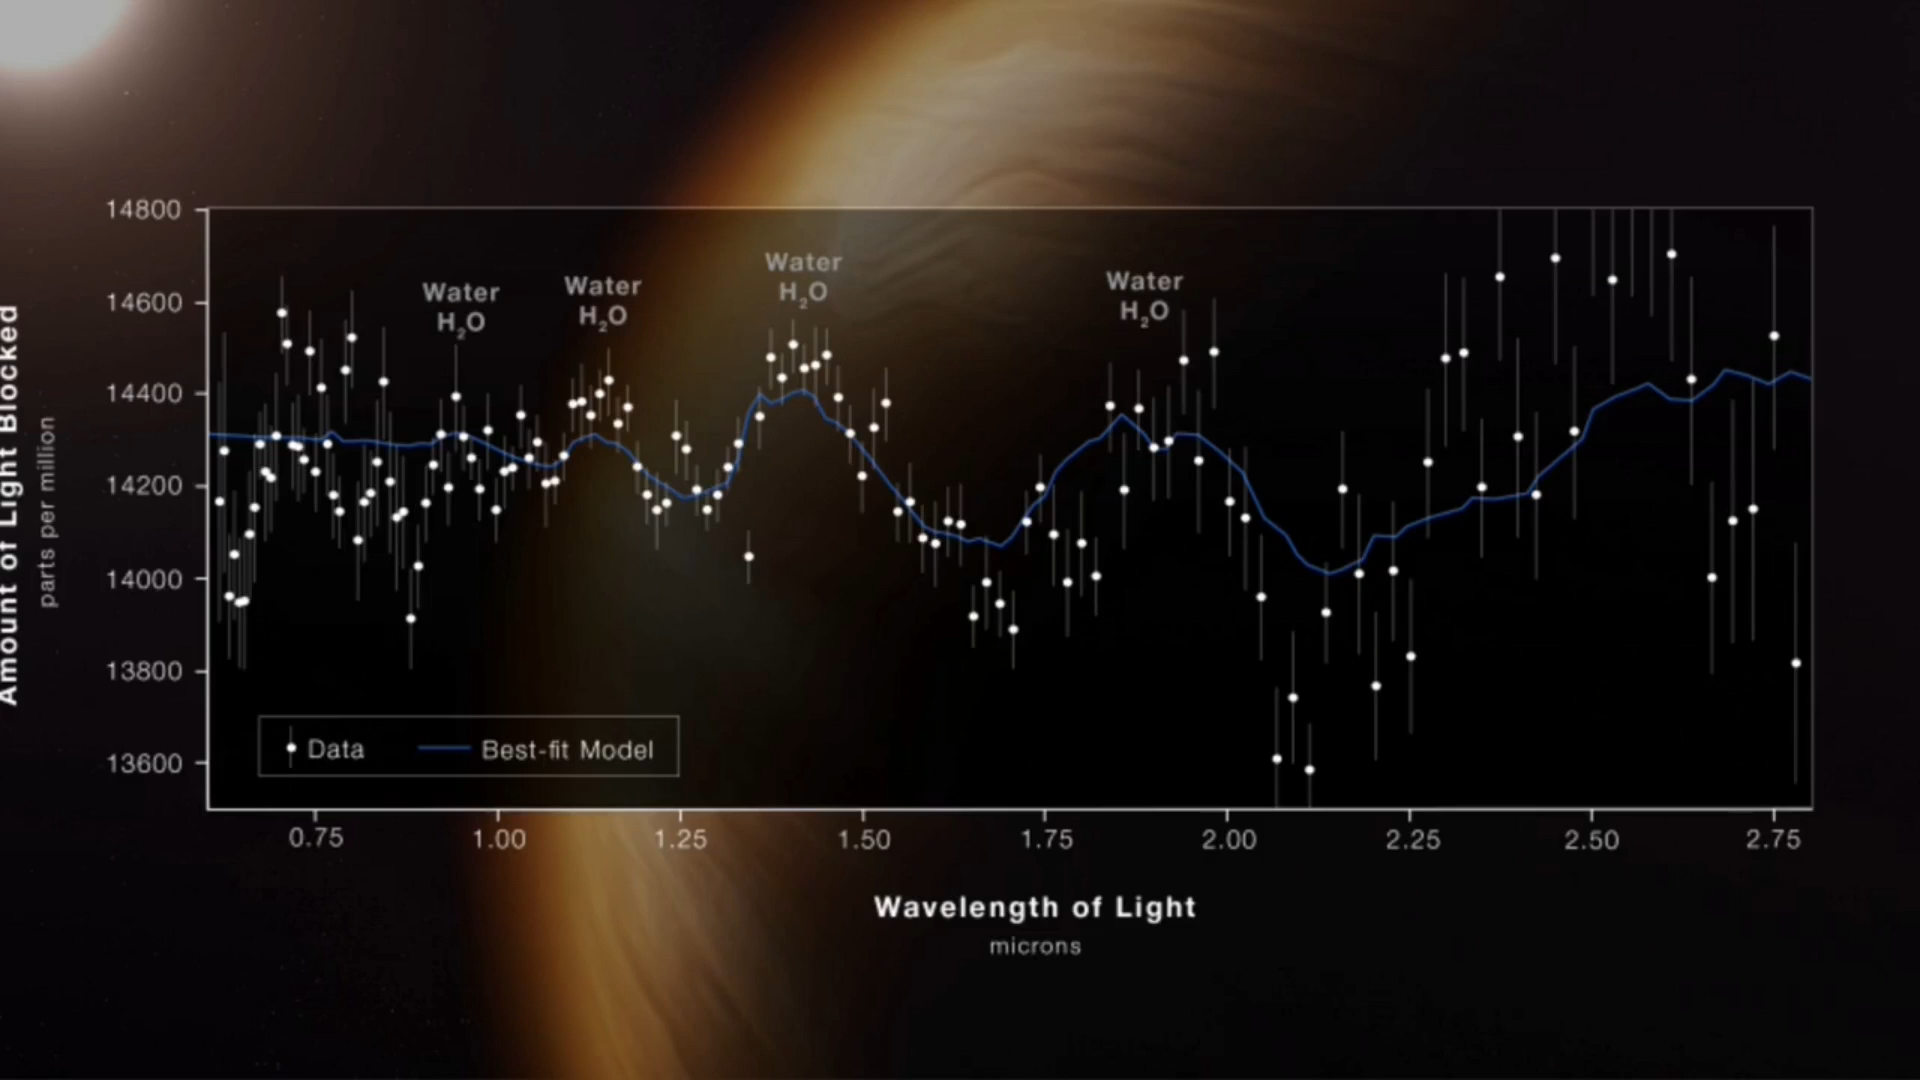 Amount of Light Blocked
parts per million
14800
14600
14400
14200
14000
13800
13600
Water
H₂O
Water
H₂O
Water
H₂O
Water
H₂O
Data
Best-fit Model
0.75 1.00 1.25 1.50 1.75 2.00 2.25 2.50 2.75
Wavelength of Light
microns